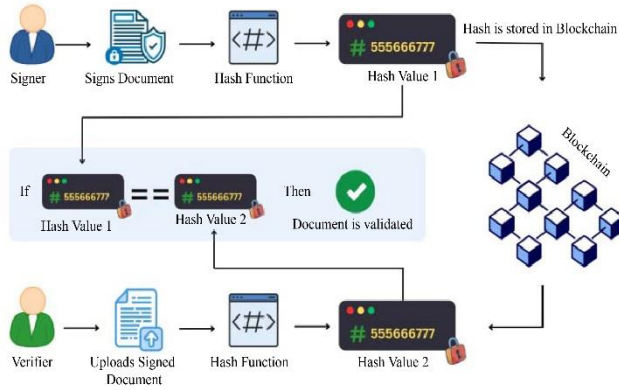 Hash is stored in Blockchain
<#>
# 555666777
Signer
Signs Document
Hash Function
Hash Value 1
Blockchain
If
# 555666777
==
# 555666777
Then
Hash Value 1
Hash Value 2
Document is validated
<#>
# 555666777
Verifier
Uploads Signed
Document
Hash Function
Hash Value 2